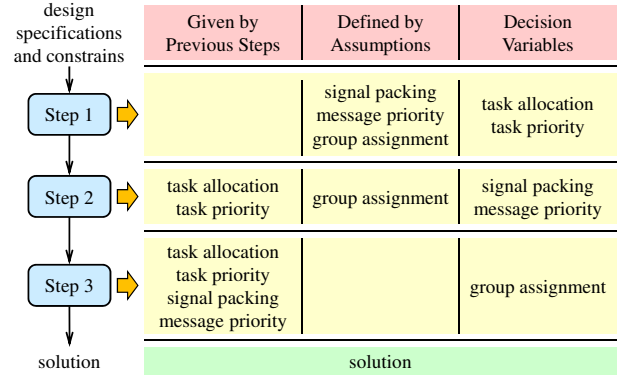 design
specifications
and constrains
Given by
Previous Steps
Defined by
Assumptions
Decision
Variables
Step 1
signal packing
message priority
group assignment
task allocation
task priority
Step 2
task allocation
task priority
group assignment
signal packing
message priority
Step 3
task allocation
task priority
signal packing
message priority
group assignment
solution
solution